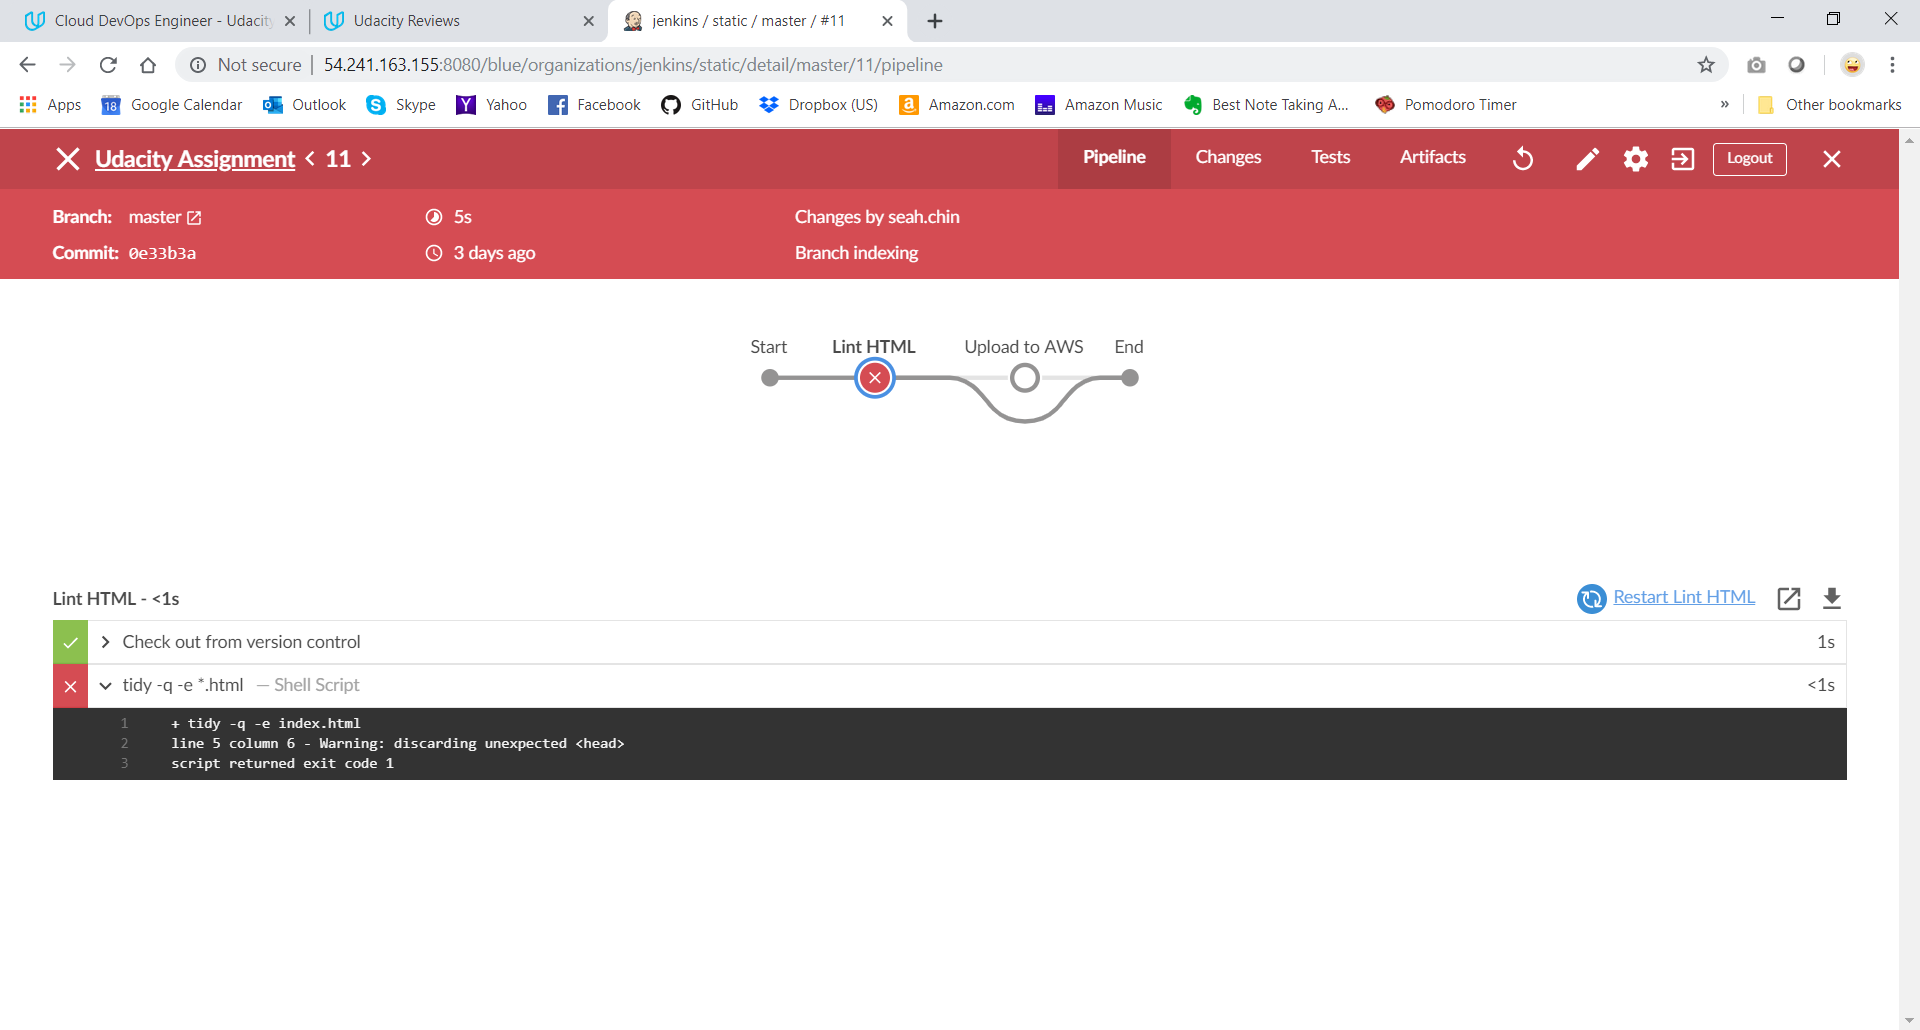 Cloud DevOps Engineer - Udacity
Udacity Reviews
jenkins / static / master / #11
Not secure
54.241.163.155:8080/blue/organizations/jenkins/static/detail/master/11/pipeline
Apps
18
Google Calendar
Outlook
Skype
Yahoo
Facebook
GitHub
Dropbox (US)
Amazon.com
Amazon Music
Best Note Taking A...
Pomodoro Timer
»
Other bookmarks
Udacity Assignment < 11 >
Pipeline
Changes
Tests
Artifacts
Logout
Branch: master
5s
Changes by seah.chin
Commit: 0e33b3a
3 days ago
Branch indexing
Start
Lint HTML
Upload to AWS
End
Lint HTML - <1s
Restart Lint HTML
Check out from version control
1s
tidy -q -e *.html — Shell Script
<1s
1 + tidy -q -e index.html
2 line 5 column 6 - Warning: discarding unexpected <head>
3 script returned exit code 1